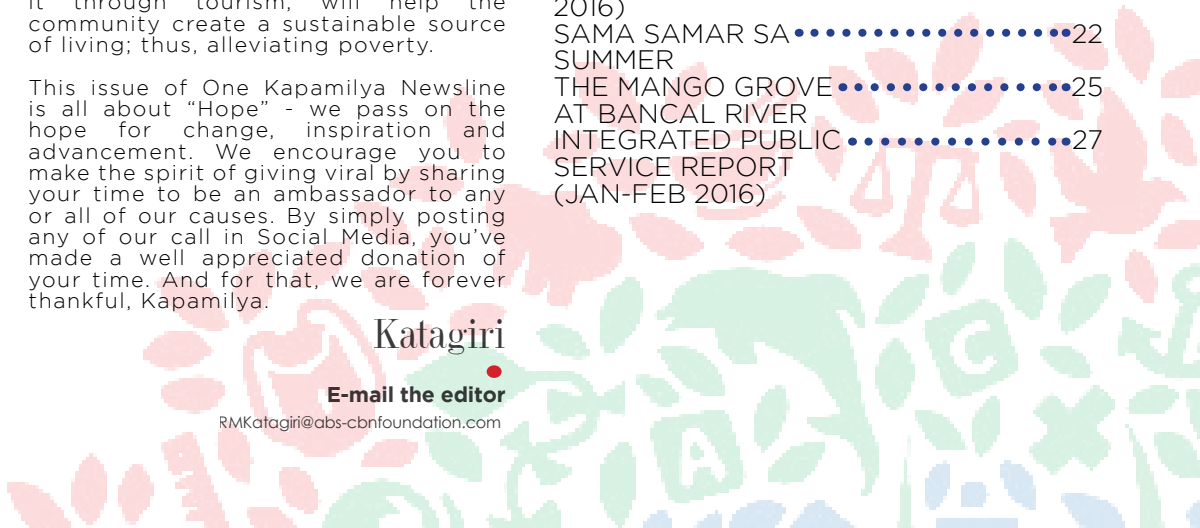 it through tourism, will help the
community create a sustainable source
of living; thus, alleviating poverty.
This issue of One Kapamilya Newsline
is all about “Hope” - we pass on the
hope for change, inspiration and
advancement. We encourage you to
make the spirit of giving viral by sharing
your time to be an ambassador to any
or all of our causes. By simply posting
any of our call in Social Media, you’ve
made a well appreciated donation of
your time. And for that, we are forever
thankful, Kapamilya.
Katagiri
E-mail the editor
RMKatagiri@abs-cbnfoundation.com
2016)
SAMA SAMAR SA••••••••••••••••••22
SUMMER
THE MANGO GROVE•••••••••••••••25
AT BANCAL RIVER
INTEGRATED PUBLIC••••••••••••••27
SERVICE REPORT
(JAN-FEB 2016)
C
A